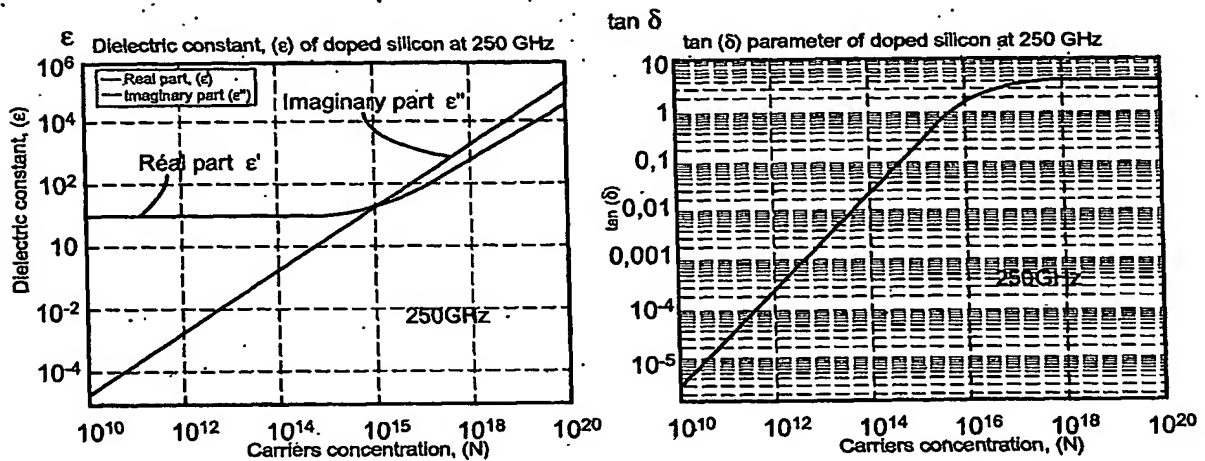 ε Dielectric constant, (ε) of doped silicon at 250 GHz
10⁶
Real part, (ε)
Imaginary part (ε")
Imaginary part ε"
Réal part ε'
10⁴
10²
10
10⁻²
10⁻⁴
Dielectric constant, (ε)
250GHz
10¹⁰ 10¹² 10¹⁴ 10¹⁵ 10¹⁸ 10²⁰
Carriers concentration, (N)
tan δ
tan (δ) parameter of doped silicon at 250 GHz
10
1
0,1
0,01
0,001
10⁻⁴
10⁻⁵
tan(δ)
250GHz
10¹⁰ 10¹² 10¹⁴ 10¹⁶ 10¹⁸ 10²⁰
Carriers concentration, (N)